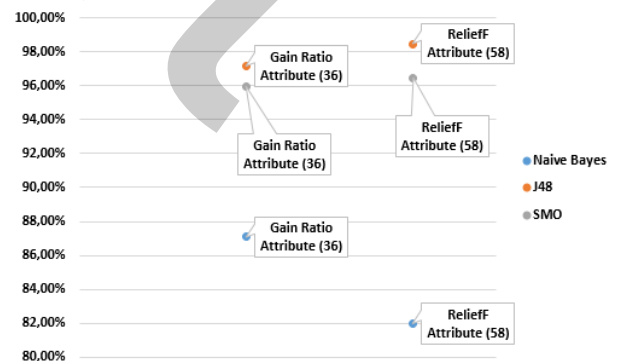 100,00%
98,00%
96,00%
94,00%
92,00%
90,00%
88,00%
86,00%
84,00%
82,00%
80,00%
Gain Ratio
Attribute (36)
ReliefF
Attribute (58)
Gain Ratio
Attribute (36)
ReliefF
Attribute (58)
Gain Ratio
Attribute (36)
ReliefF
Attribute (58)
Naive Bayes
J48
SMO